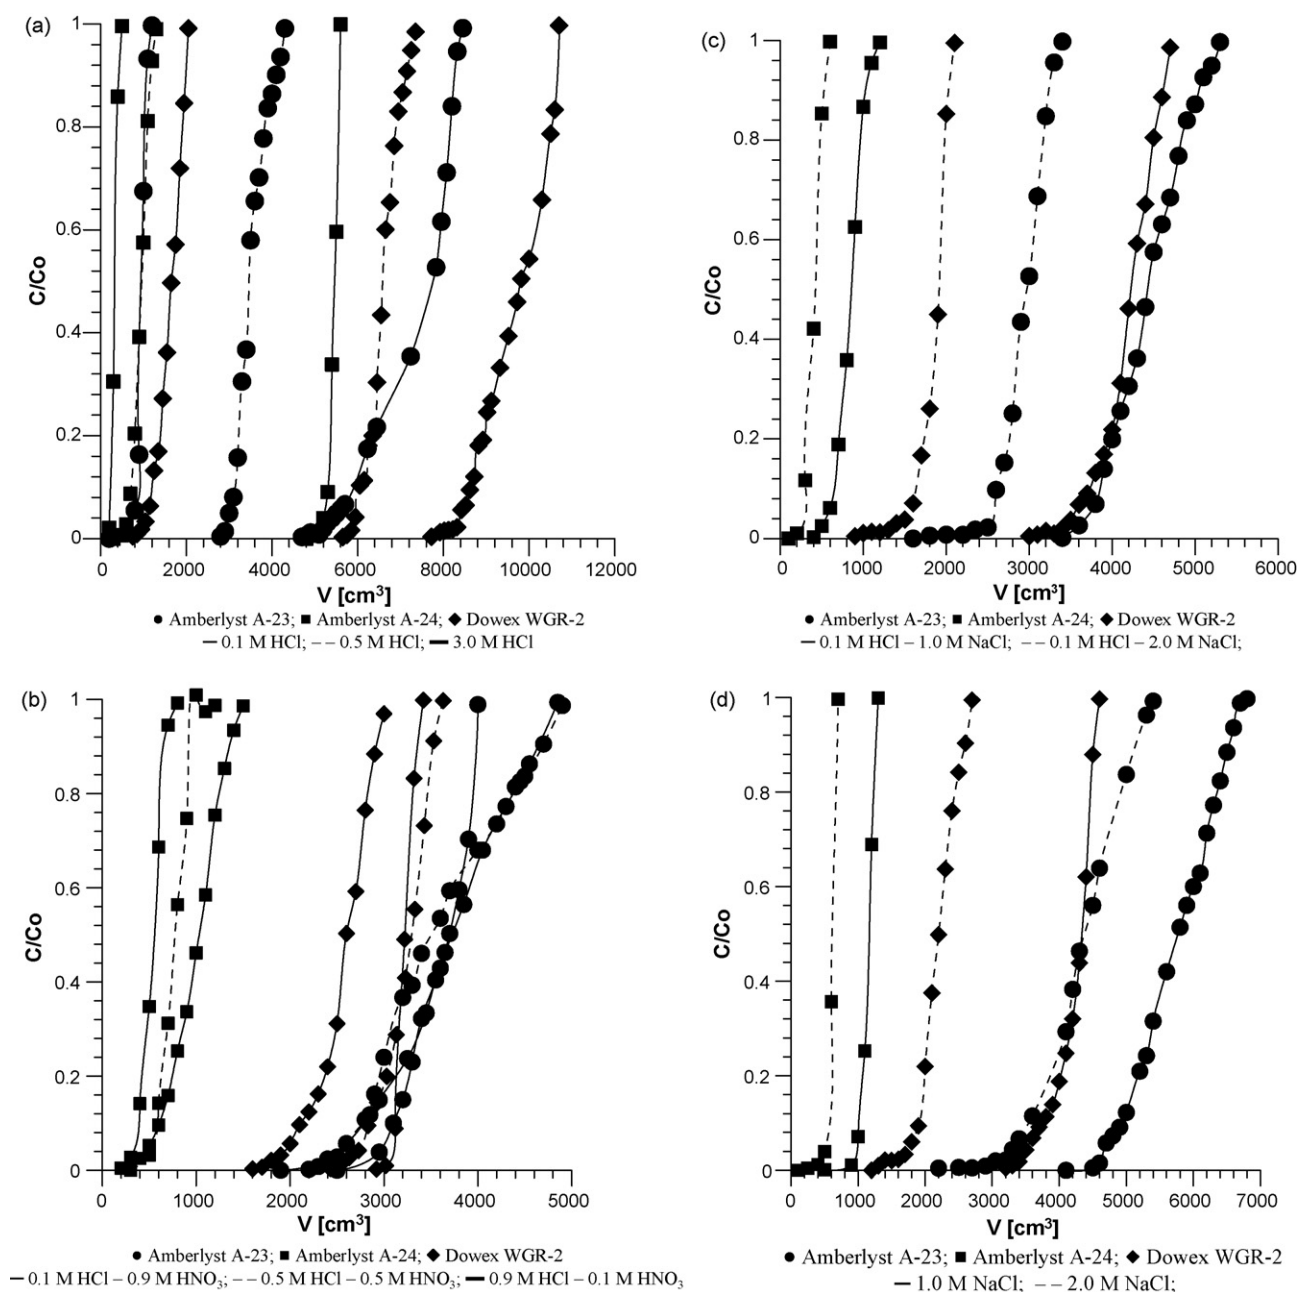 (a)
1
0.8
0.6
0.4
0.2
0
C/Co
0 2000 4000 6000 8000 10000 12000
V [cm³]
● Amberlyst A-23; ■ Amberlyst A-24; ◆ Dowex WGR-2
— 0.1 M HCl; – – 0.5 M HCl; ━ 3.0 M HCl
(c)
1
0.8
0.6
0.4
0.2
0
C/Co
0 1000 2000 3000 4000 5000 6000
V [cm³]
● Amberlyst A-23; ■ Amberlyst A-24; ◆ Dowex WGR-2
— 0.1 M HCl – 1.0 M NaCl; – – 0.1 M HCl – 2.0 M NaCl;
(b)
1
0.8
0.6
0.4
0.2
0
C/Co
0 1000 2000 3000 4000 5000
V [cm³]
● Amberlyst A-23; ■ Amberlyst A-24; ◆ Dowex WGR-2
— 0.1 M HCl – 0.9 M HNO₃; – – 0.5 M HCl – 0.5 M HNO₃; ━ 0.9 M HCl – 0.1 M HNO₃
(d)
1
0.8
0.6
0.4
0.2
0
C/Co
0 1000 2000 3000 4000 5000 6000 7000
V [cm³]
● Amberlyst A-23; ■ Amberlyst A-24; ◆ Dowex WGR-2
— 1.0 M NaCl; – – 2.0 M NaCl;